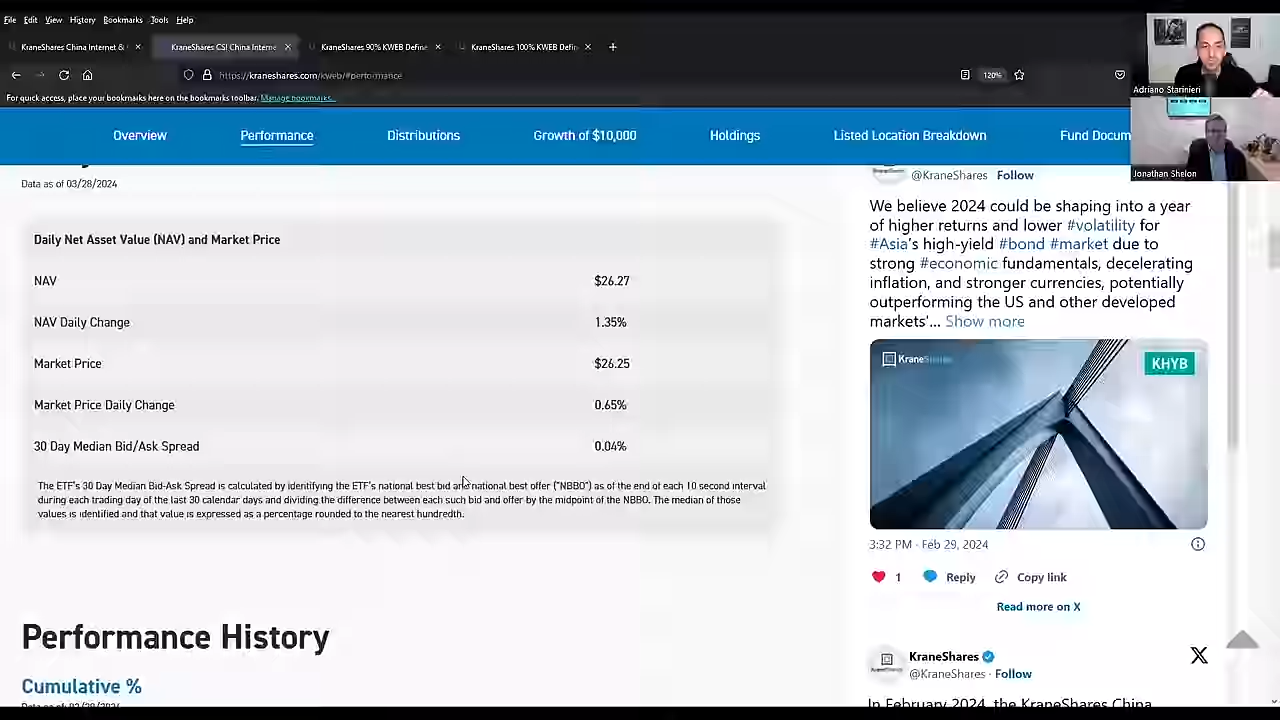 File Edit View History Bookmarks Tools Help
KraneShares China Internet & KraneShares CSI China Interne KraneShares 90% KWEB Define KraneShares 100% KWEB Defin
https://kraneshares.com/kweb/#performance
120%
For quick access, place your bookmarks here on the bookmarks toolbar. Manage bookmarks...
Adriano Starinieri
Jonathan Shelon
Overview Performance Distributions Growth of $10,000 Holdings Listed Location Breakdown Fund Docum
Data as of 03/28/2024
Daily Net Asset Value (NAV) and Market Price
NAV $26.27
NAV Daily Change 1.35%
Market Price $26.25
Market Price Daily Change 0.65%
30 Day Median Bid/Ask Spread 0.04%
The ETF's 30 Day Median Bid-Ask Spread is calculated by identifying the ETF's national best bid and national best offer ("NBBO") as of the end of each 10 second interval
during each trading day of the last 30 calendar days and dividing the difference between each such bid and offer by the midpoint of the NBBO. The median of those
values is identified and that value is expressed as a percentage rounded to the nearest hundredth.
Performance History
Cumulative %
Data as of 03/28/2024
@KraneShares Follow
We believe 2024 could be shaping into a year
of higher returns and lower #volatility for
#Asia's high-yield #bond #market due to
strong #economic fundamentals, decelerating
inflation, and stronger currencies, potentially
outperforming the US and other developed
markets'... Show more
KraneShares
KHYB
3:32 PM · Feb 29, 2024
1 Reply Copy link
Read more on X
KraneShares
@KraneShares · Follow
In February 2024, the KraneShares China